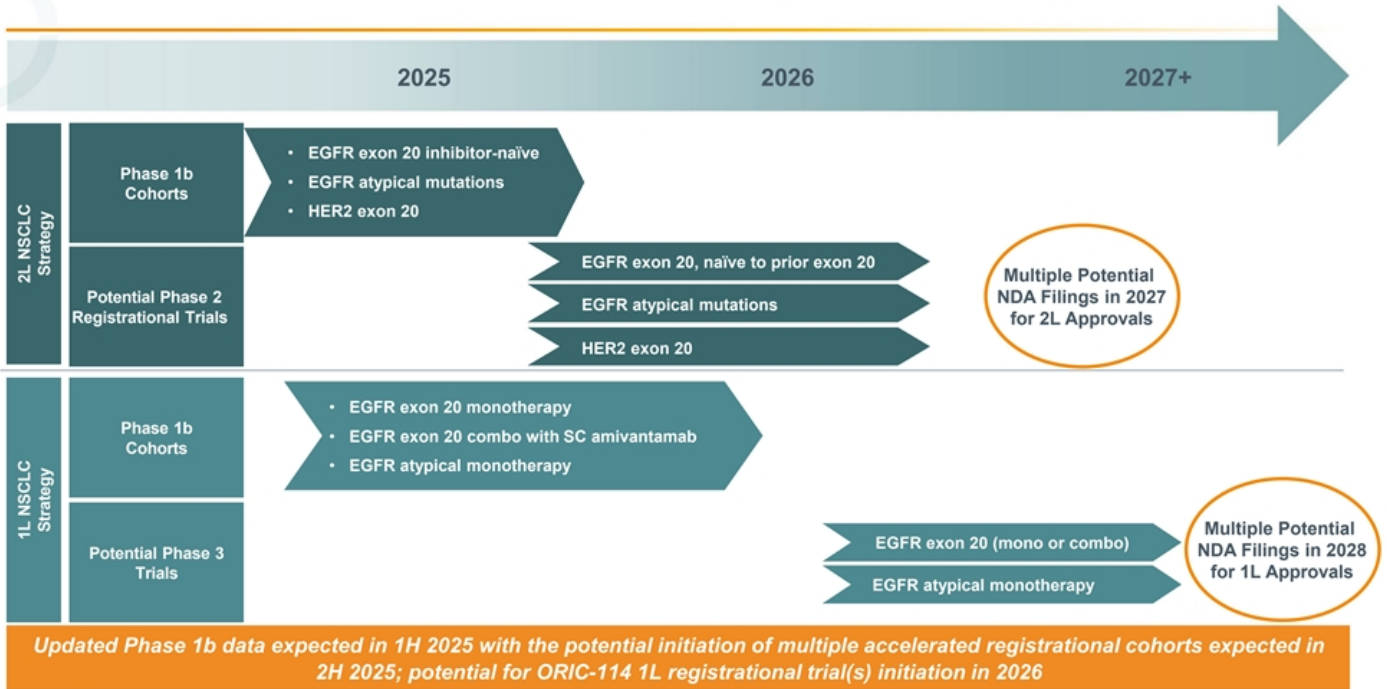 2025
2026
2027+
2L NSCLC
Strategy
Phase 1b
Cohorts
• EGFR exon 20 inhibitor-naïve
• EGFR atypical mutations
• HER2 exon 20
Potential Phase 2
Registrational Trials
EGFR exon 20, naïve to prior exon 20
EGFR atypical mutations
HER2 exon 20
Multiple Potential
NDA Filings in 2027
for 2L Approvals
1L NSCLC
Strategy
Phase 1b
Cohorts
• EGFR exon 20 monotherapy
• EGFR exon 20 combo with SC amivantamab
• EGFR atypical monotherapy
Potential Phase 3
Trials
EGFR exon 20 (mono or combo)
EGFR atypical monotherapy
Multiple Potential
NDA Filings in 2028
for 1L Approvals
Updated Phase 1b data expected in 1H 2025 with the potential initiation of multiple accelerated registrational cohorts expected in
2H 2025; potential for ORIC-114 1L registrational trial(s) initiation in 2026